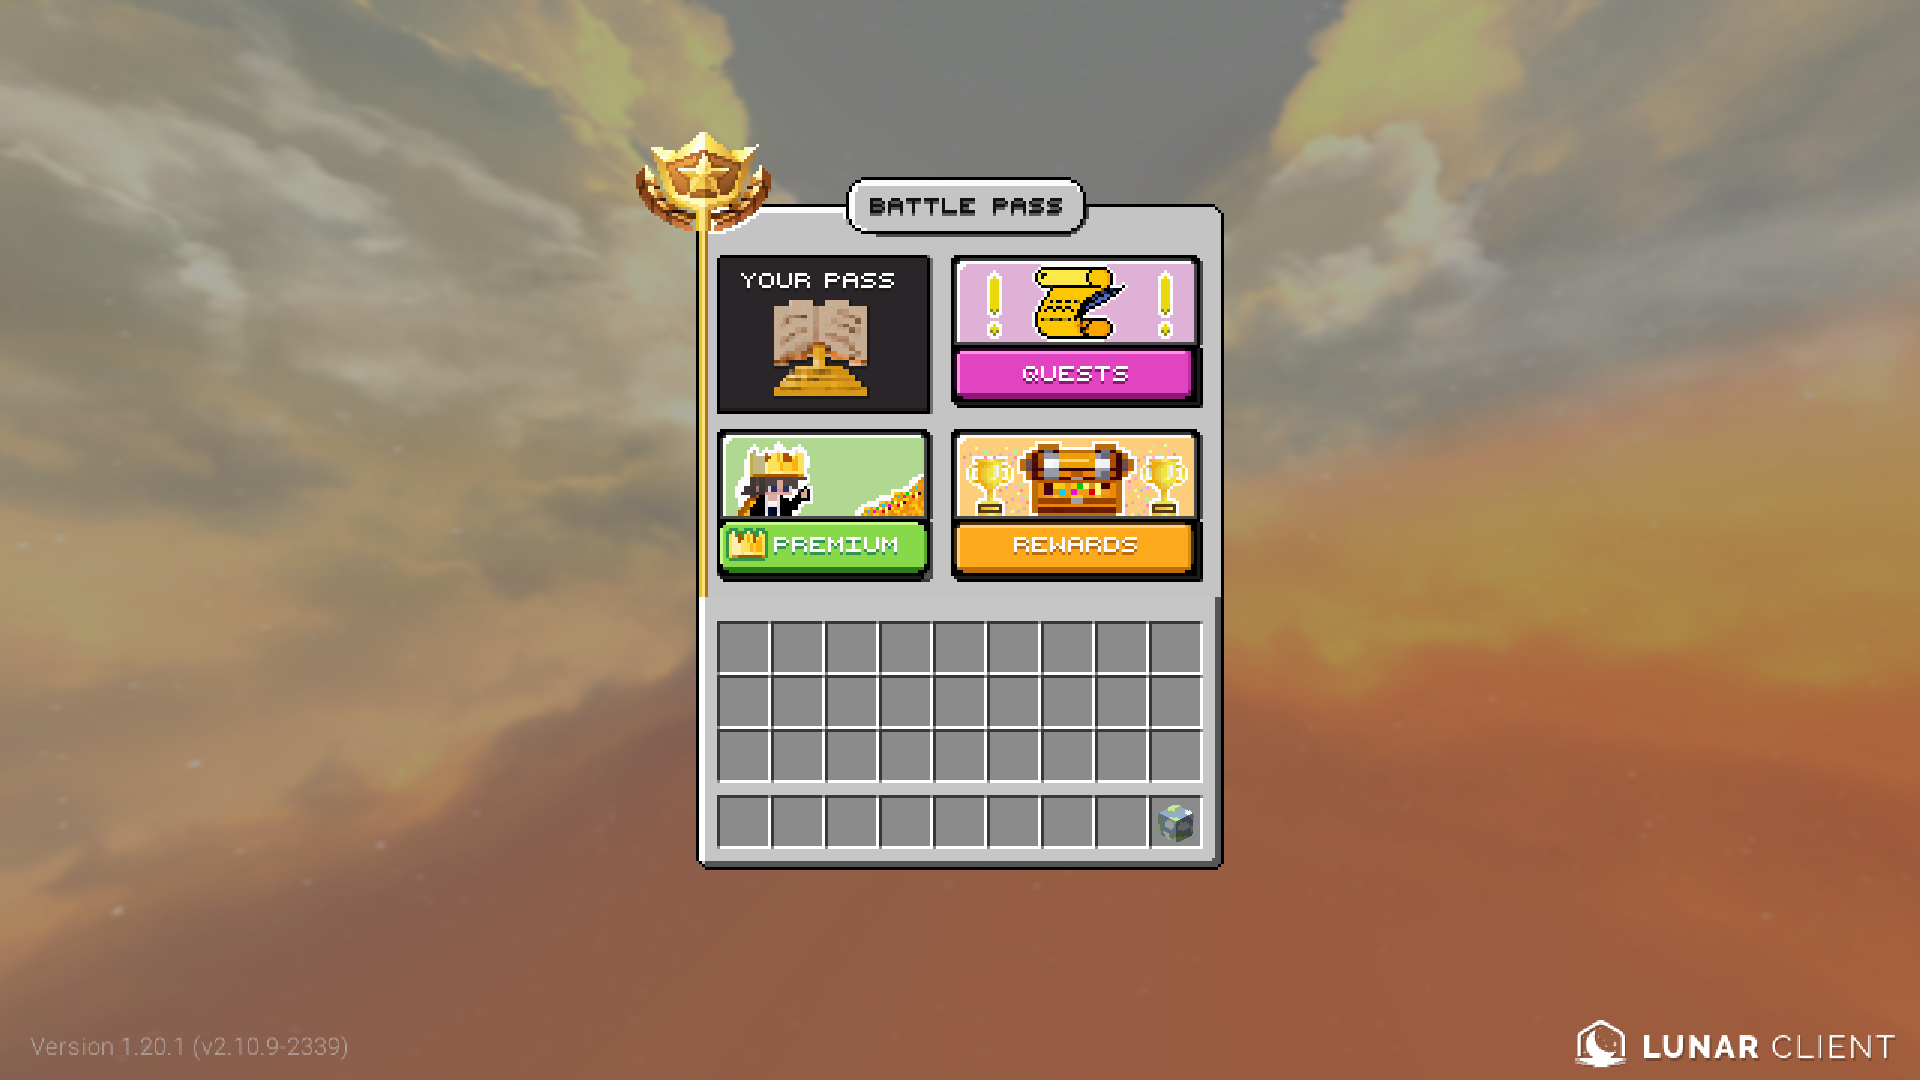 BATTLE PASS
YOUR PASS
QUESTS
PREMIUM
REWARDS
Version 1.20.1 (v2.10.9-2339)
LUNAR CLIENT